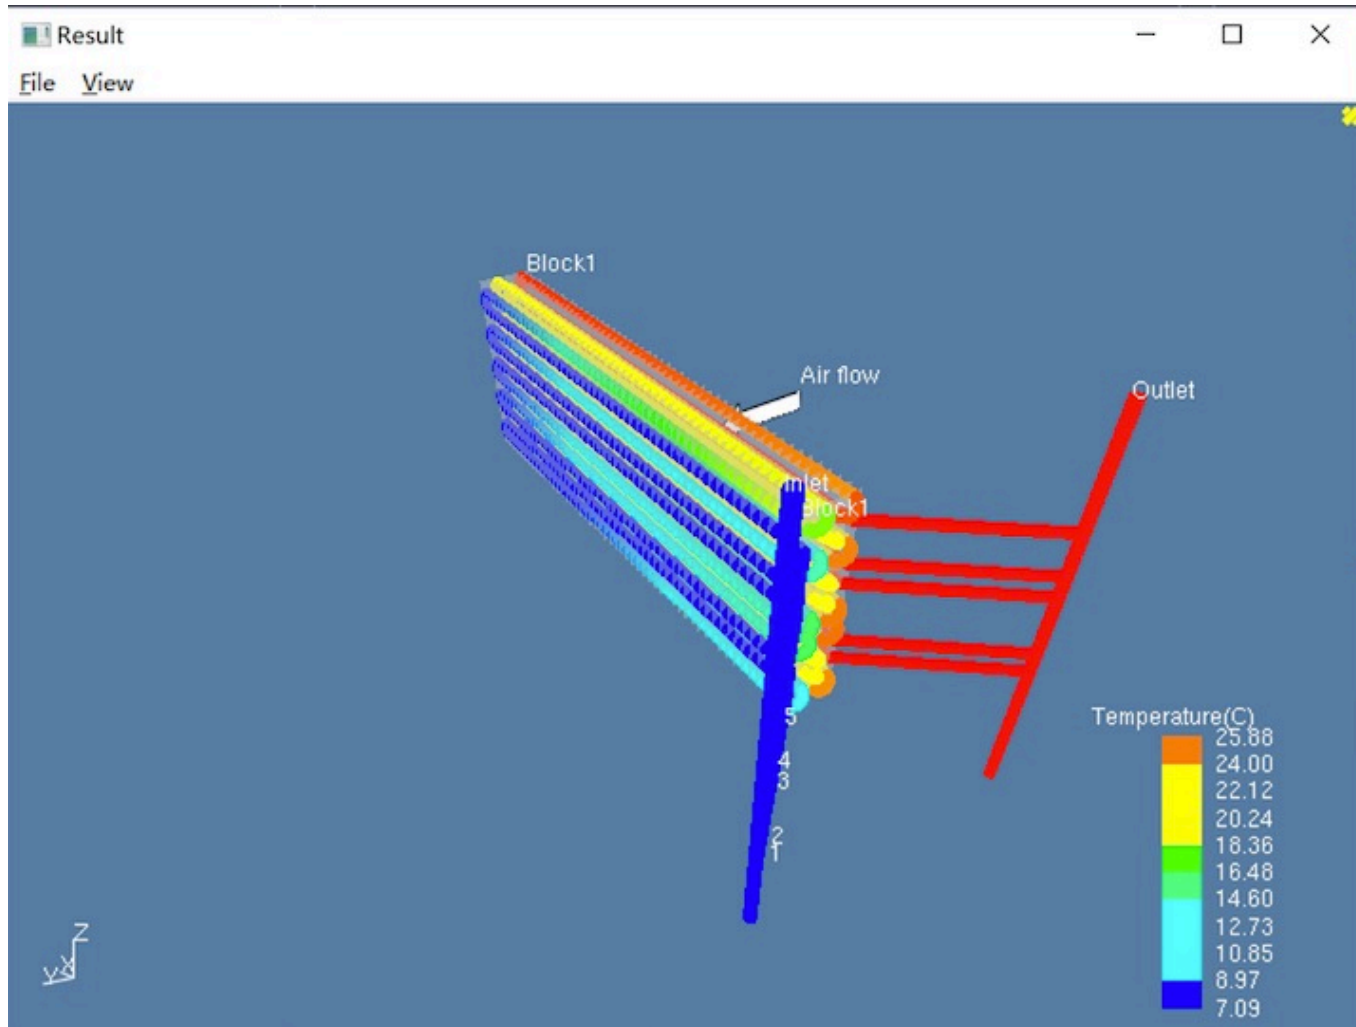 Result
File View
Block1
Air flow
Outlet
Inlet
Block1
5
4
3
2
1
Temperature(C)
25.88
24.00
22.12
20.24
18.36
16.48
14.60
12.73
10.85
8.97
7.09
Z
Y X